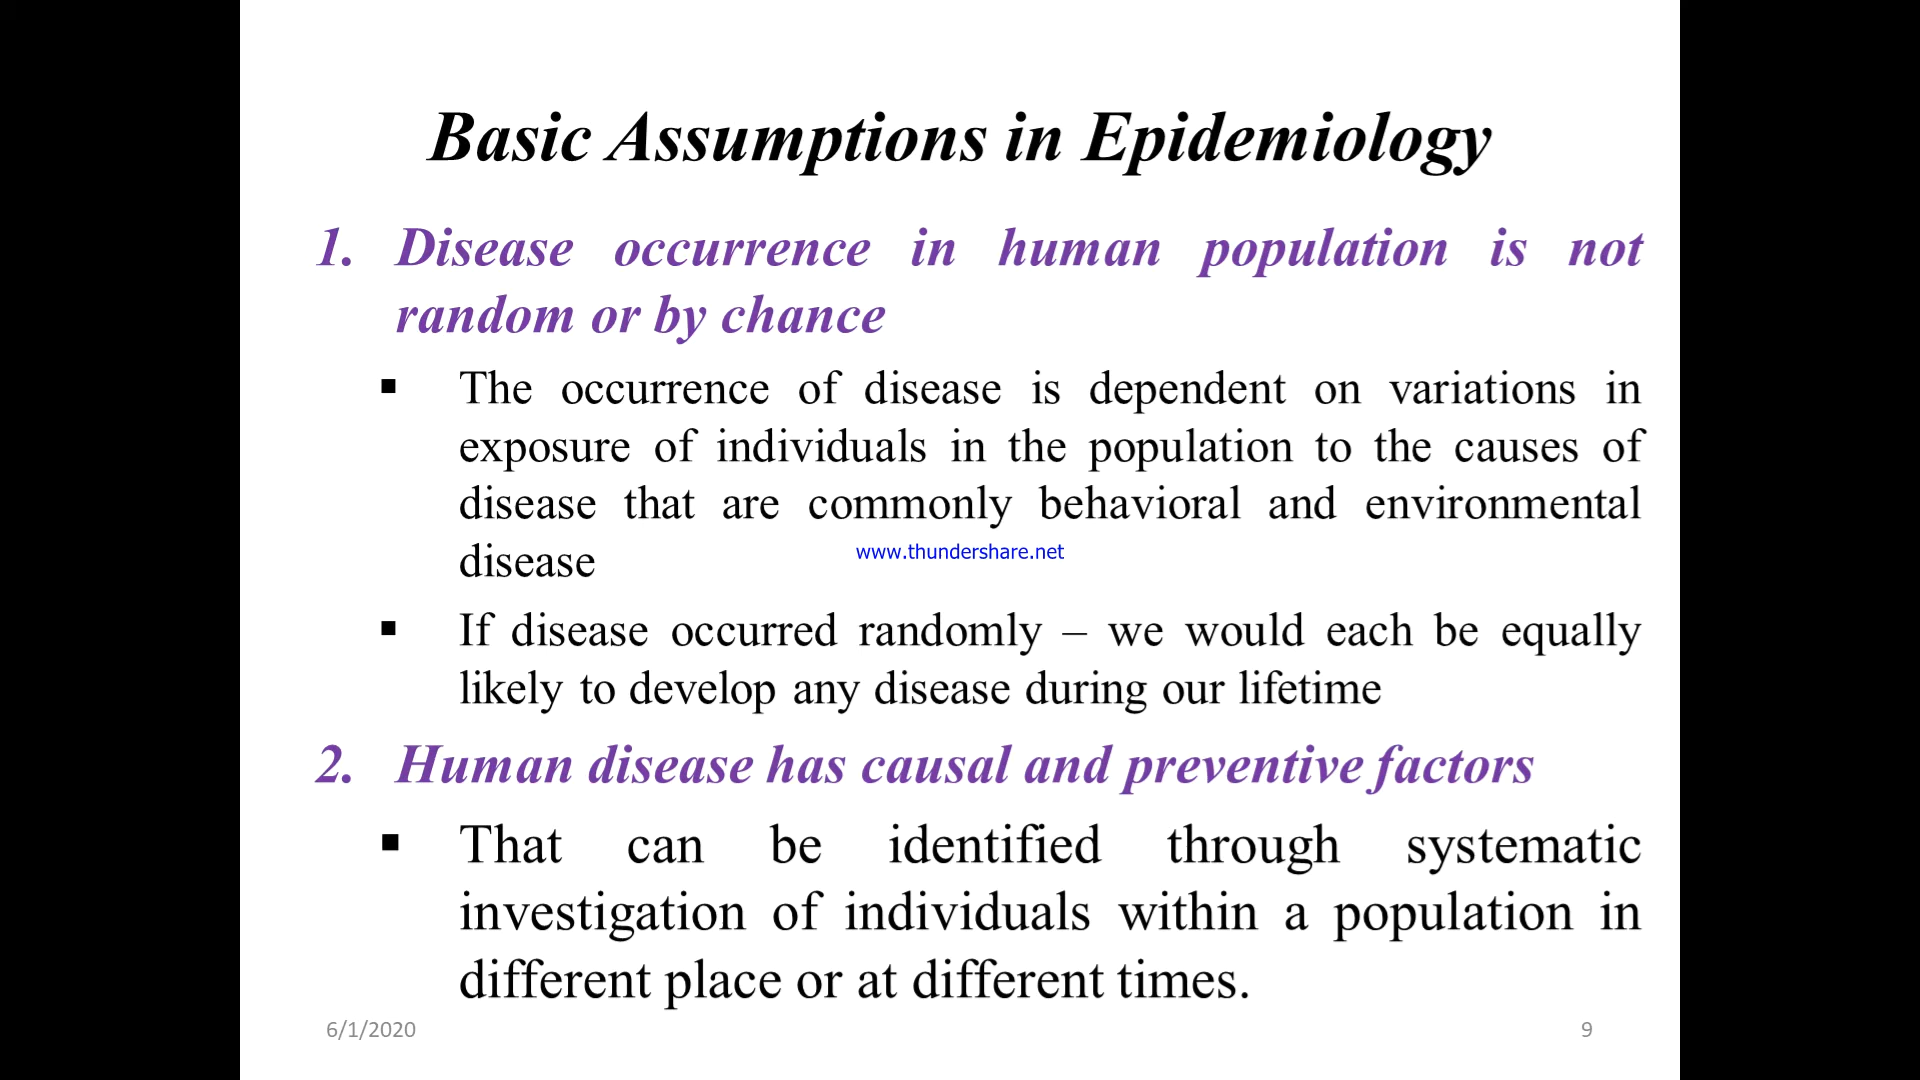 Basic Assumptions in Epidemiology
1. Disease occurrence in human population is not
random or by chance
▪ The occurrence of disease is dependent on variations in
exposure of individuals in the population to the causes of
disease that are commonly behavioral and environmental
www.thundershare.net
disease
▪ If disease occurred randomly – we would each be equally
likely to develop any disease during our lifetime
2. Human disease has causal and preventive factors
▪ That can be identified through systematic
investigation of individuals within a population in
different place or at different times.
6/1/2020
9